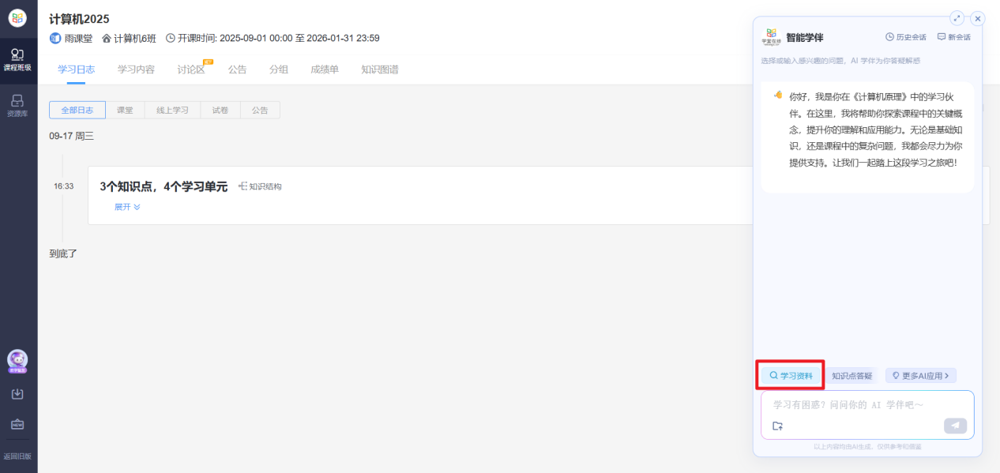 计算机2025
雨课堂 计算机6班 开课时间: 2025-09-01 00:00 至 2026-01-31 23:59
学习日志 学习内容 讨论区 公告 分组 成绩单 知识图谱
全部日志 课堂 线上学习 试卷 公告
09-17 周三
16:33
3个知识点，4个学习单元 知识结构
展开
到底了
课程班级
资源库
NEW
返回旧版
学堂在线
智能学伴
历史会话 新会话
选择或输入感兴趣的问题，AI 学伴为你答疑解惑
你好，我是你在《计算机原理》中的学习伙
伴。在这里，我将帮助你探索课程中的关键概
念，提升你的理解和应用能力。无论是基础知
识，还是课程中的复杂问题，我都会尽力为你
提供支持。让我们一起踏上这段学习之旅吧！
学习资料 知识点答疑 更多AI应用
学习有困惑? 问问你的 AI 学伴吧～
以上内容均由AI生成，仅供参考和借鉴